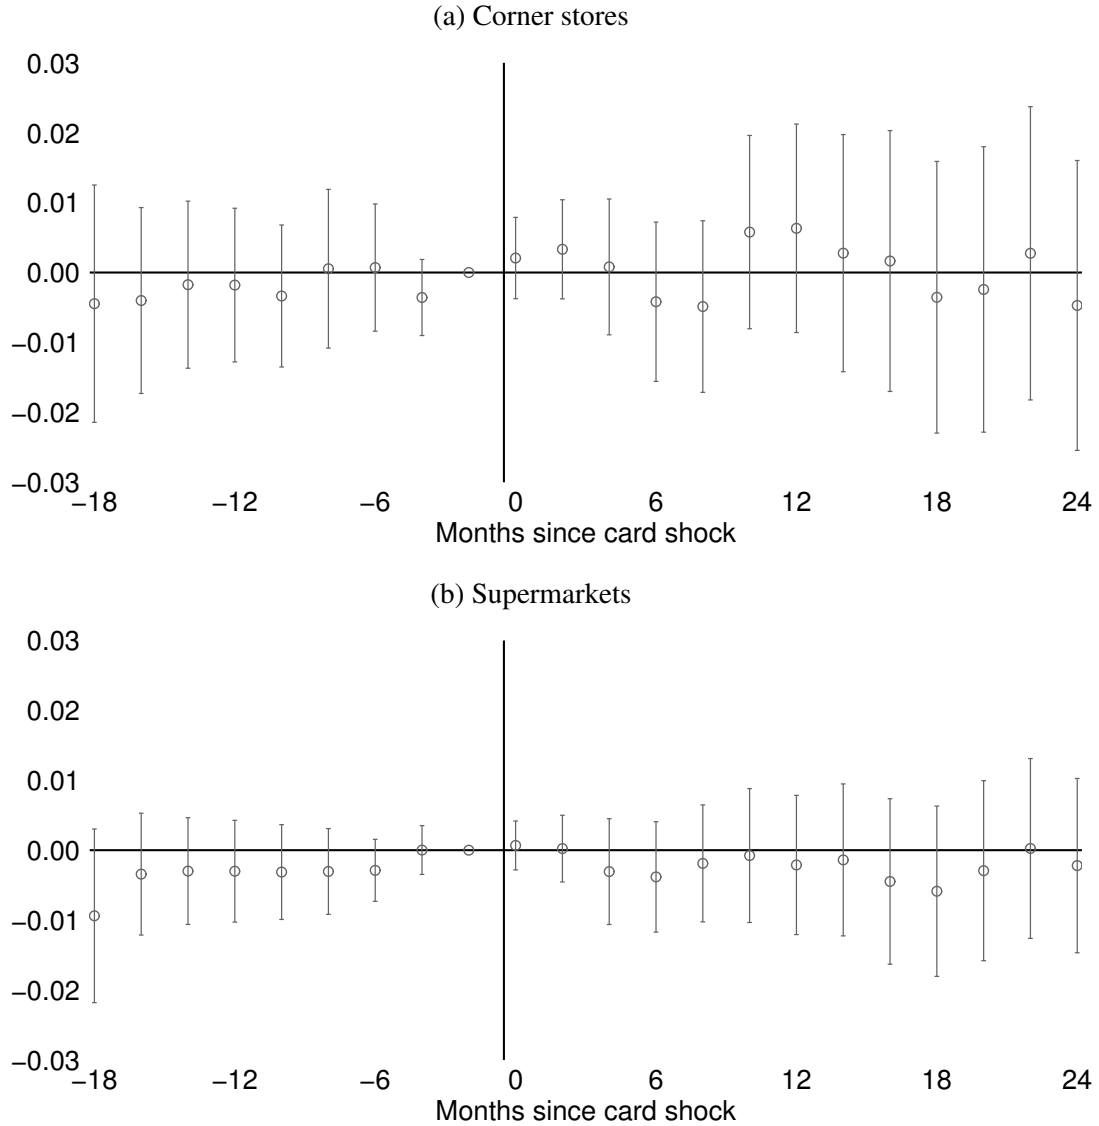 (a) Corner stores
0.03
0.02
0.01
0.00
−0.01
−0.02
−0.03
−18 −12 −6 0 6 12 18 24
Months since card shock
(b) Supermarkets
0.03
0.02
0.01
0.00
−0.01
−0.02
−0.03
−18 −12 −6 0 6 12 18 24
Months since card shock